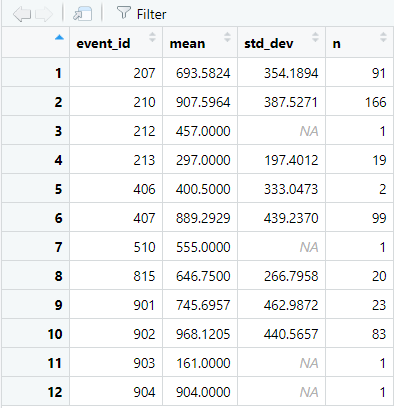 Filter
event_id mean std_dev n
1 207 693.5824 354.1894 91
2 210 907.5964 387.5271 166
3 212 457.0000 NA 1
4 213 297.0000 197.4012 19
5 406 400.5000 333.0473 2
6 407 889.2929 439.2370 99
7 510 555.0000 NA 1
8 815 646.7500 266.7958 20
9 901 745.6957 462.9872 23
10 902 968.1205 440.5657 83
11 903 161.0000 NA 1
12 904 904.0000 NA 1